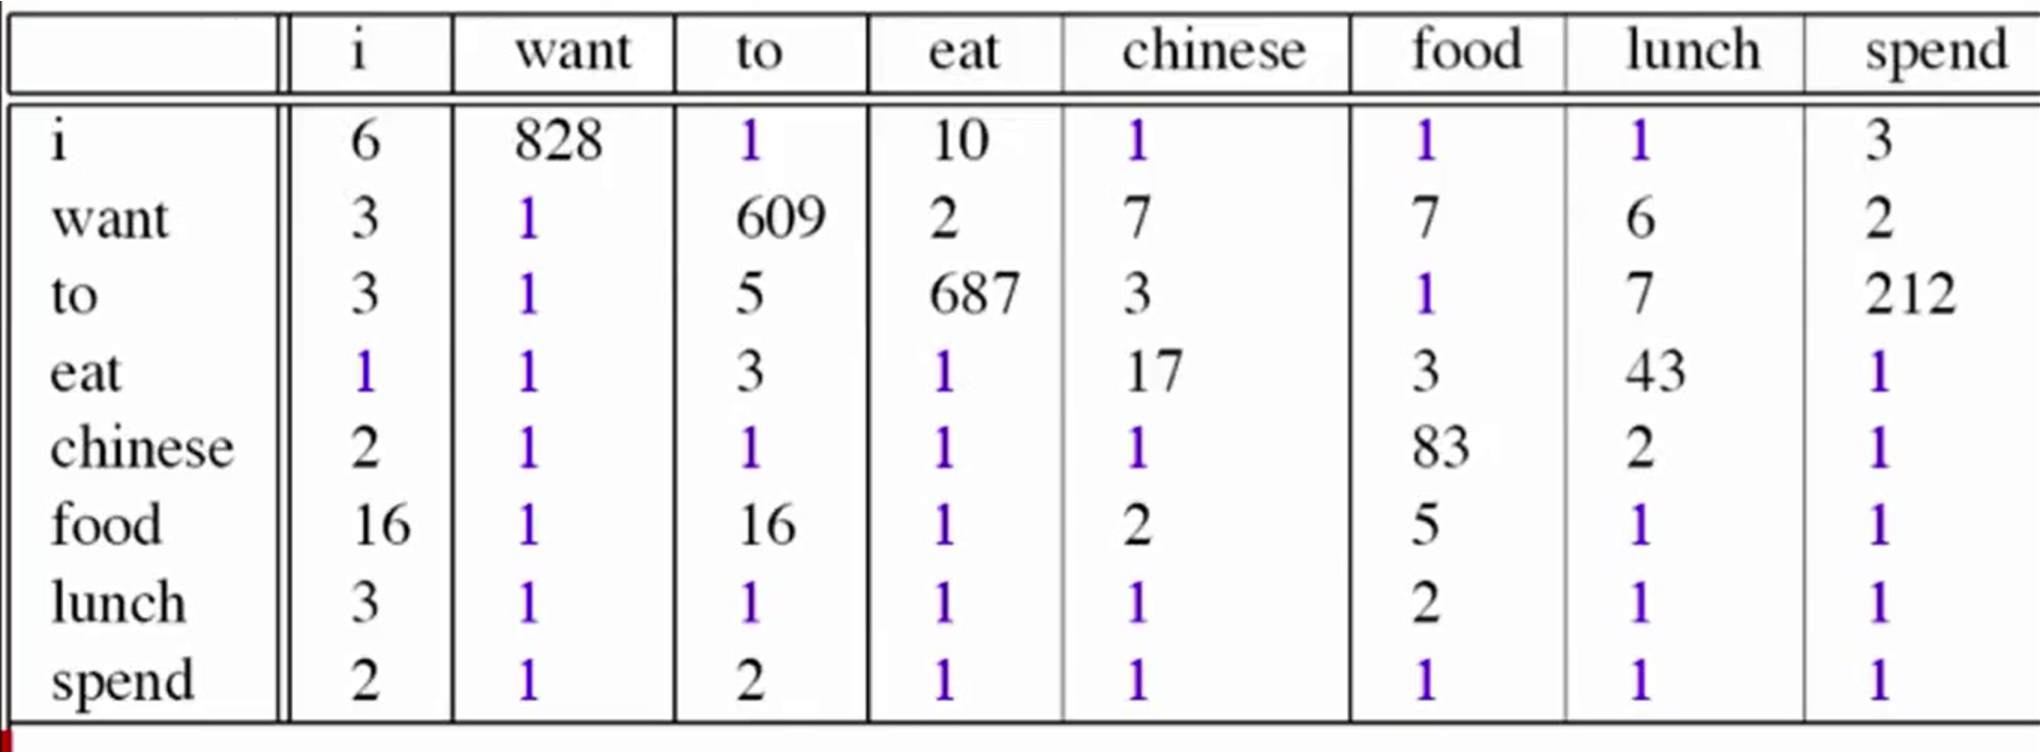 i want to eat chinese food lunch spend
i 6 828 1 10 1 1 1 3
want 3 1 609 2 7 7 6 2
to 3 1 5 687 3 1 7 212
eat 1 1 3 1 17 3 43 1
chinese 2 1 1 1 1 83 2 1
food 16 1 16 1 2 5 1 1
lunch 3 1 1 1 1 2 1 1
spend 2 1 2 1 1 1 1 1